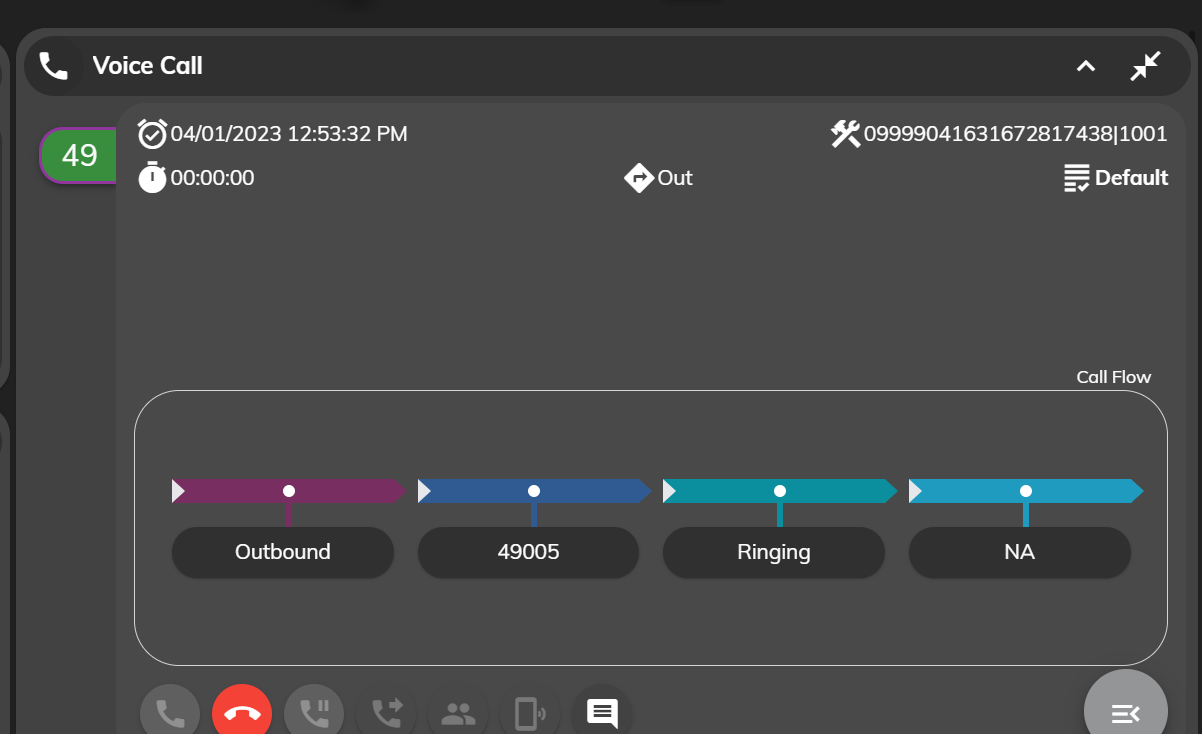 Voice Call
49
04/01/2023 12:53:32 PM
09999041631672817438|1001
00:00:00
Out
Default
Call Flow
Outbound
49005
Ringing
NA